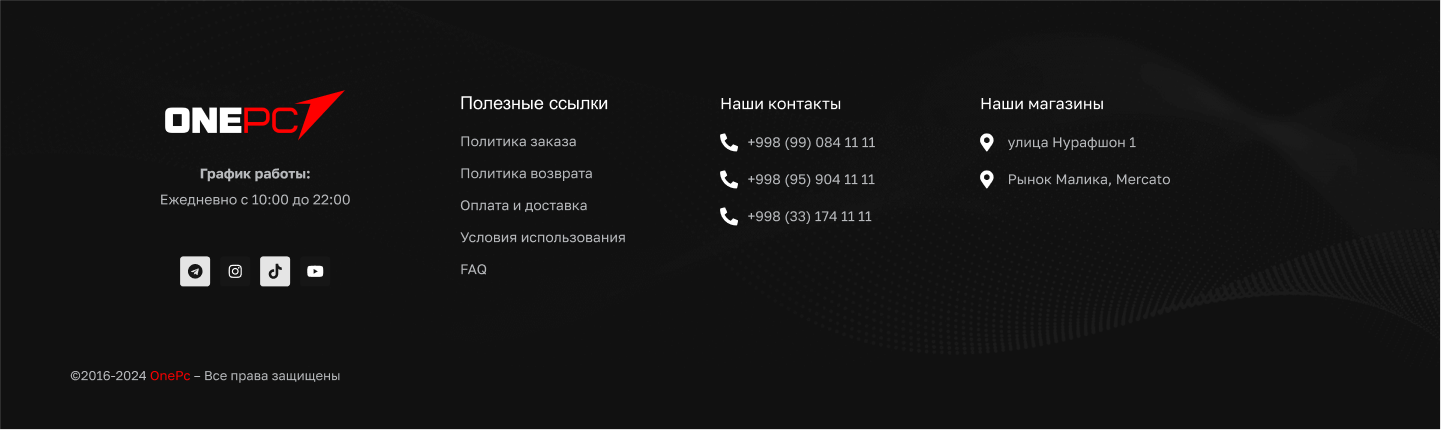 ONEPC
График работы:
Ежедневно с 10:00 до 22:00
Полезные ссылки
Политика заказа
Политика возврата
Оплата и доставка
Условия использования
FAQ
Наши контакты
+998 (99) 084 11 11
+998 (95) 904 11 11
+998 (33) 174 11 11
Наши магазины
улица Нурафшон 1
Рынок Малика, Mercato
©2016-2024 OnePc – Все права защищены